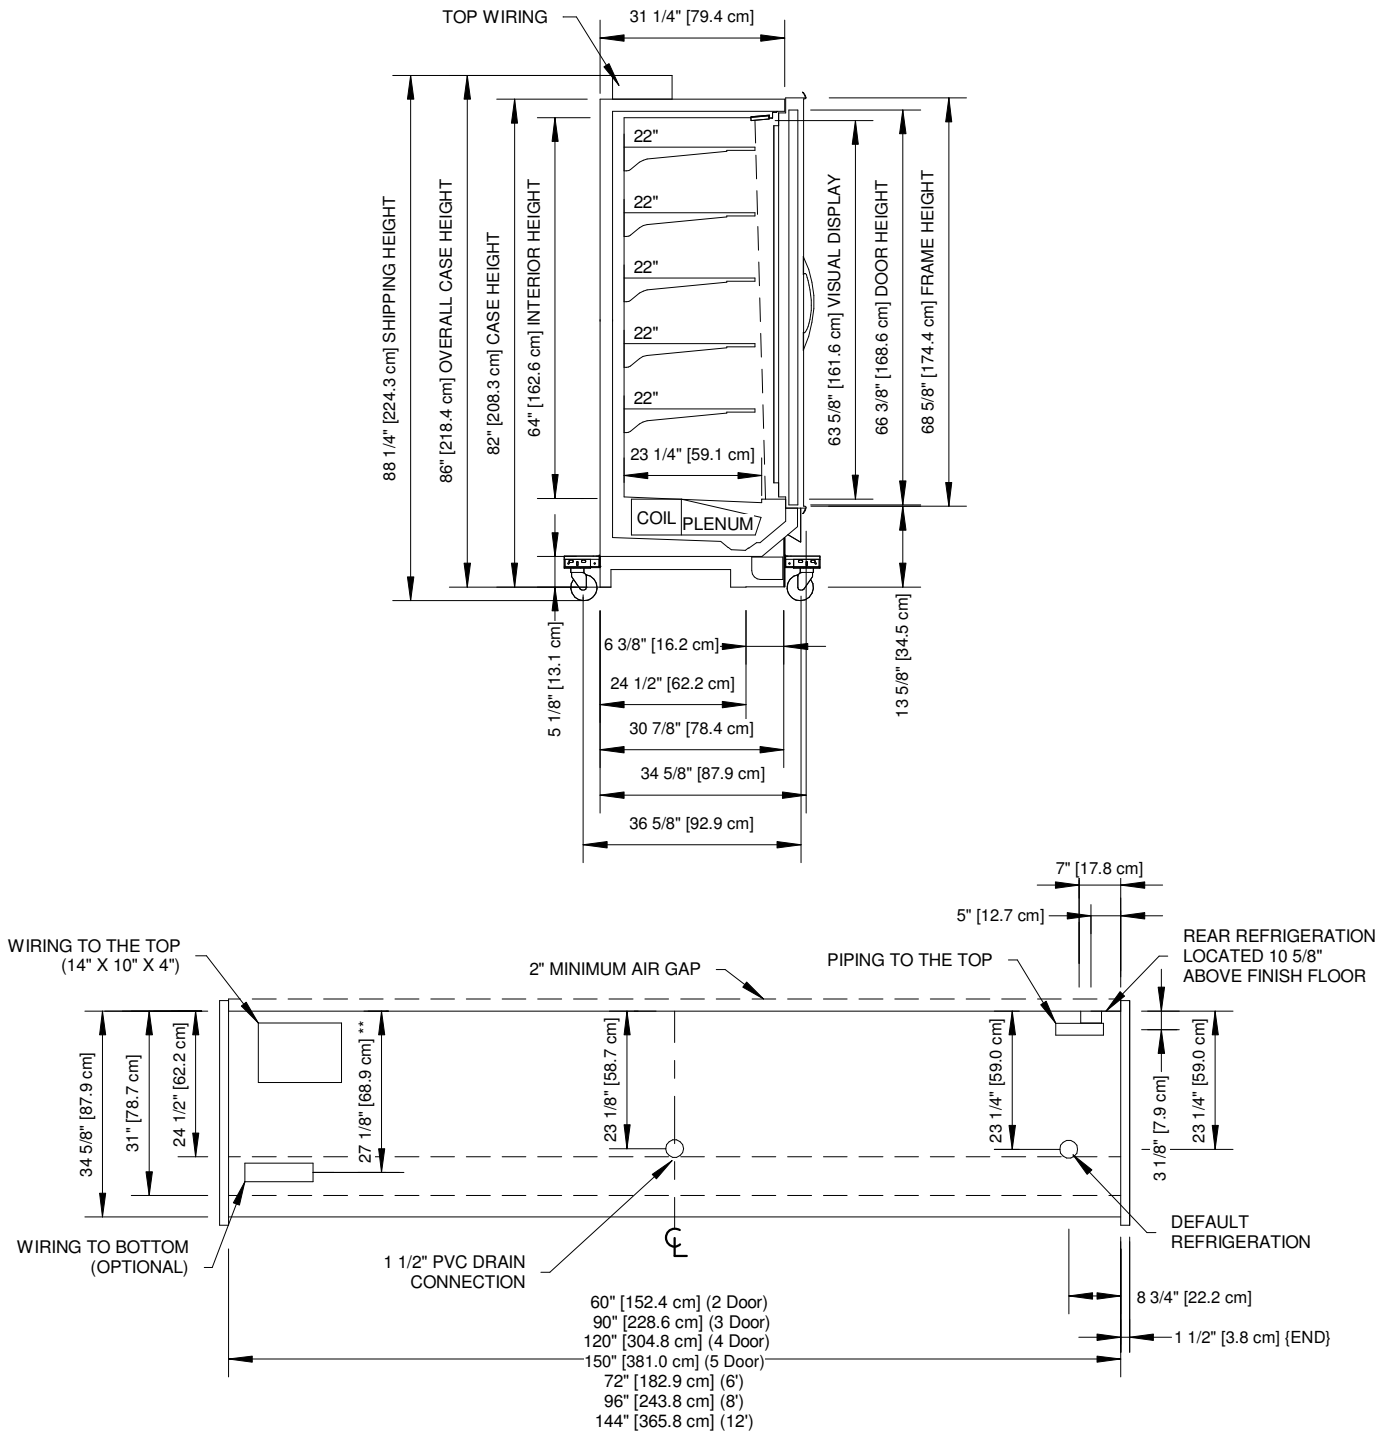 TOP WIRING
31 1/4" [79.4 cm]
88 1/4" [224.3 cm] SHIPPING HEIGHT
86" [218.4 cm] OVERALL CASE HEIGHT
82" [208.3 cm] CASE HEIGHT
64" [162.6 cm] INTERIOR HEIGHT
22"
22"
22"
22"
22"
23 1/4" [59.1 cm]
COIL
PLENUM
63 5/8" [161.6 cm] VISUAL DISPLAY
66 3/8" [168.6 cm] DOOR HEIGHT
68 5/8" [174.4 cm] FRAME HEIGHT
5 1/8" [13.1 cm]
13 5/8" [34.5 cm]
6 3/8" [16.2 cm]
24 1/2" [62.2 cm]
30 7/8" [78.4 cm]
34 5/8" [87.9 cm]
36 5/8" [92.9 cm]
7" [17.8 cm]
5" [12.7 cm]
WIRING TO THE TOP
(14" X 10" X 4")
2" MINIMUM AIR GAP
PIPING TO THE TOP
REAR REFRIGERATION
LOCATED 10 5/8"
ABOVE FINISH FLOOR
34 5/8" [87.9 cm]
31" [78.7 cm]
24 1/2" [62.2 cm]
27 1/8" [68.9 cm] **
23 1/8" [58.7 cm]
23 1/4" [59.0 cm]
3 1/8" [7.9 cm]
23 1/4" [59.0 cm]
WIRING TO BOTTOM
(OPTIONAL)
1 1/2" PVC DRAIN
CONNECTION
CL
DEFAULT
REFRIGERATION
8 3/4" [22.2 cm]
1 1/2" [3.8 cm] {END}
60" [152.4 cm] (2 Door)
90" [228.6 cm] (3 Door)
120" [304.8 cm] (4 Door)
150" [381.0 cm] (5 Door)
72" [182.9 cm] (6')
96" [243.8 cm] (8')
144" [365.8 cm] (12')